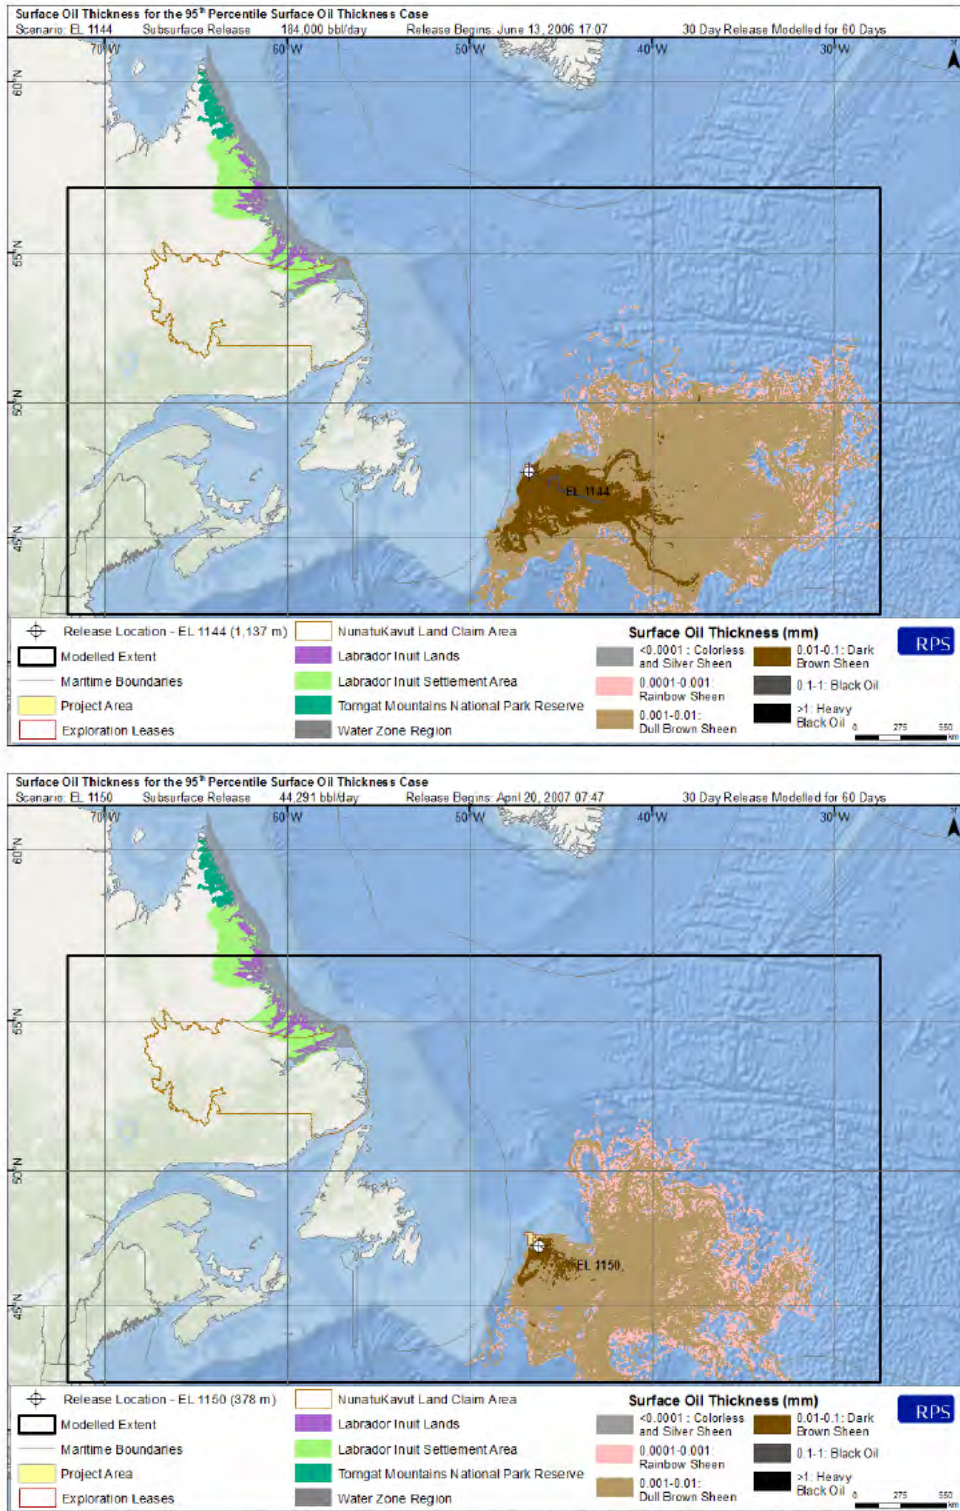 Surface Oil Thickness for the 95th Percentile Surface Oil Thickness Case
Scenario: EL 1144 Subsurface Release 184,000 bbl/day Release Begins: June 13, 2006 17:07 30 Day Release Modelled for 60 Days
70°W 60°W 50°W 40°W 30°W
60°N
55°N
50°N
45°N
EL 1144
Release Location - EL 1144 (1,137 m)
Modelled Extent
Maritime Boundaries
Project Area
Exploration Leases
NunatuKavut Land Claim Area
Labrador Inuit Lands
Labrador Inuit Settlement Area
Torngat Mountains National Park Reserve
Water Zone Region
Surface Oil Thickness (mm)
<0.0001 : Colorless
and Silver Sheen
0.0001-0.001:
Rainbow Sheen
0.001-0.01:
Dull Brown Sheen
0.01-0.1: Dark
Brown Sheen
0.1-1: Black Oil
>1: Heavy
Black Oil
RPS
0 275 550
km
Surface Oil Thickness for the 95th Percentile Surface Oil Thickness Case
Scenario: EL 1150 Subsurface Release 44,291 bbl/day Release Begins: April 20, 2007 07:47 30 Day Release Modelled for 60 Days
70°W 60°W 50°W 40°W 30°W
60°N
55°N
50°N
45°N
EL 1150
Release Location - EL 1150 (378 m)
Modelled Extent
Maritime Boundaries
Project Area
Exploration Leases
NunatuKavut Land Claim Area
Labrador Inuit Lands
Labrador Inuit Settlement Area
Torngat Mountains National Park Reserve
Water Zone Region
Surface Oil Thickness (mm)
<0.0001 : Colorless
and Silver Sheen
0.0001-0.001:
Rainbow Sheen
0.001-0.01:
Dull Brown Sheen
0.01-0.1: Dark
Brown Sheen
0.1-1: Black Oil
>1: Heavy
Black Oil
RPS
0 275 550
km